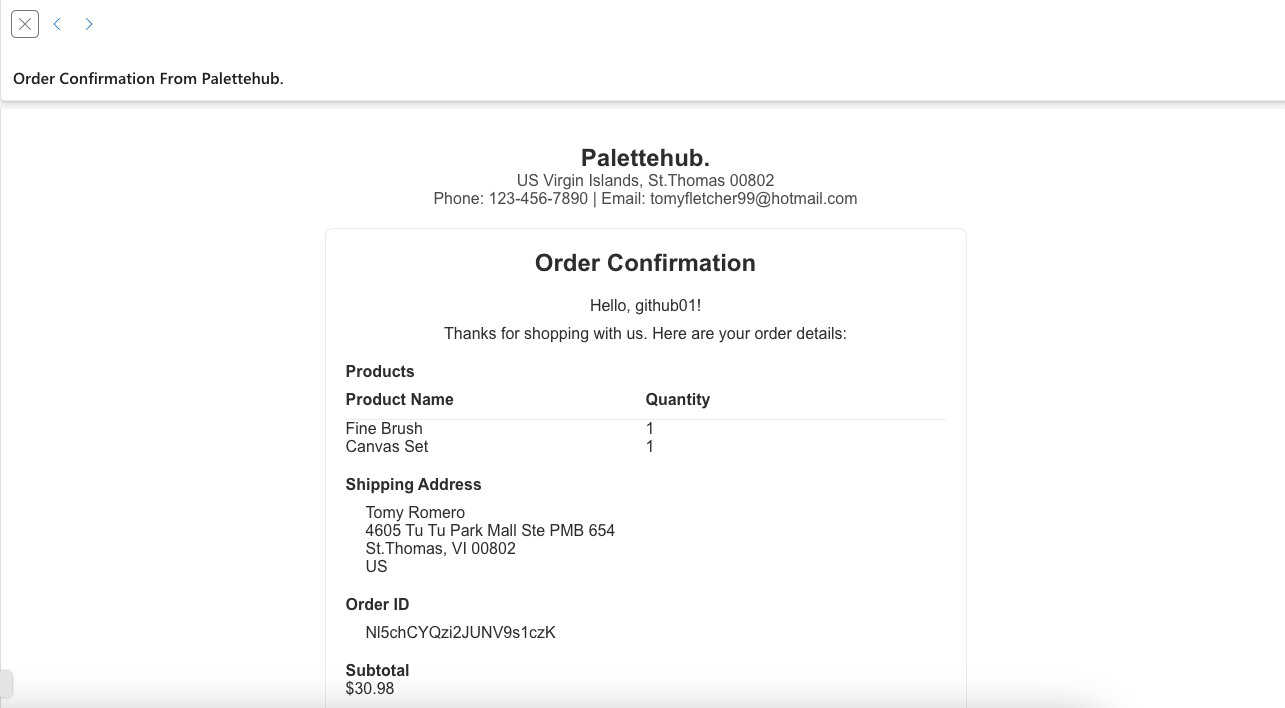 Order Confirmation From Palettehub.
Palettehub.
US Virgin Islands, St.Thomas 00802
Phone: 123-456-7890 | Email: tomyfletcher99@hotmail.com
Order Confirmation
Hello, github01!
Thanks for shopping with us. Here are your order details:
Products
Product Name Quantity
Fine Brush 1
Canvas Set 1
Shipping Address
Tomy Romero
4605 Tu Tu Park Mall Ste PMB 654
St.Thomas, VI 00802
US
Order ID
Nl5chCYQzi2JUNV9s1czK
Subtotal
$30.98